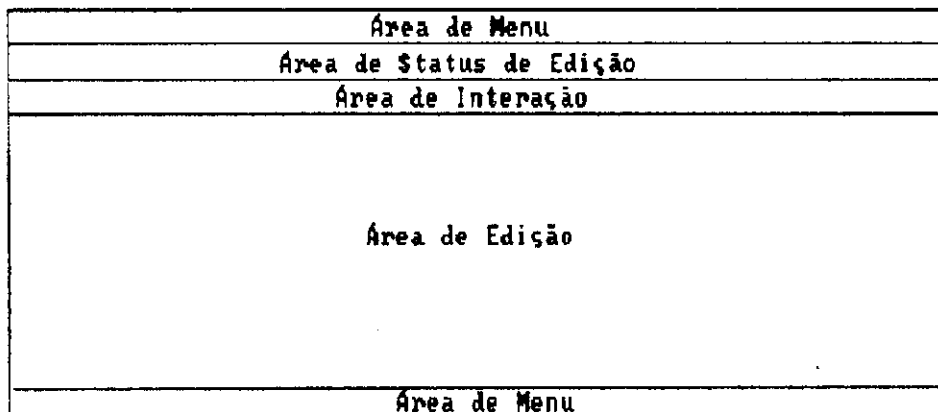 Área de Menu
Área de Status de Edição
Área de Interação
Área de Edição
Área de Menu